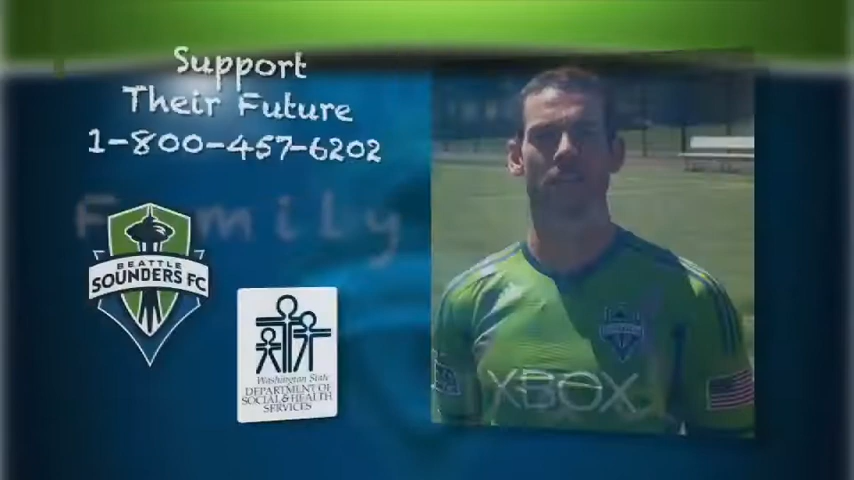 Support
Their Future
1-800-457-6202
Family
SEATTLE
SOUNDERS FC
Washington State
DEPARTMENT OF
SOCIAL & HEALTH
SERVICES
XBOX